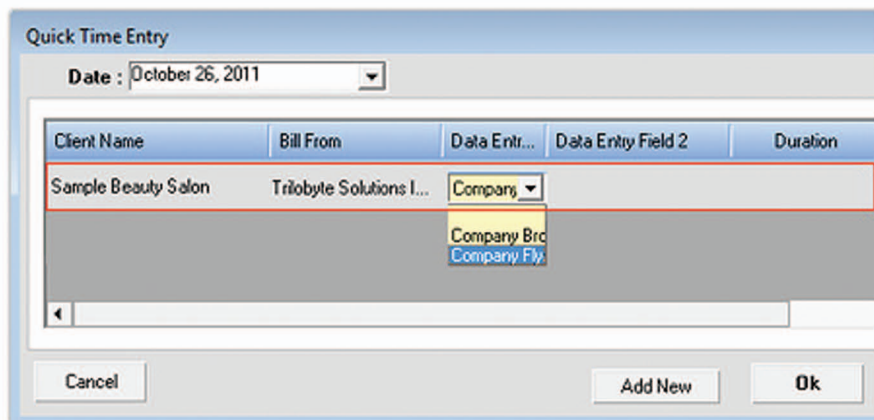 Quick Time Entry
Date : October 26, 2011
Client Name Bill From Data Entr... Data Entry Field 2 Duration
Sample Beauty Salon Trilobyte Solutions I... Company
Company Bro
Company Fly
Cancel Add New Ok